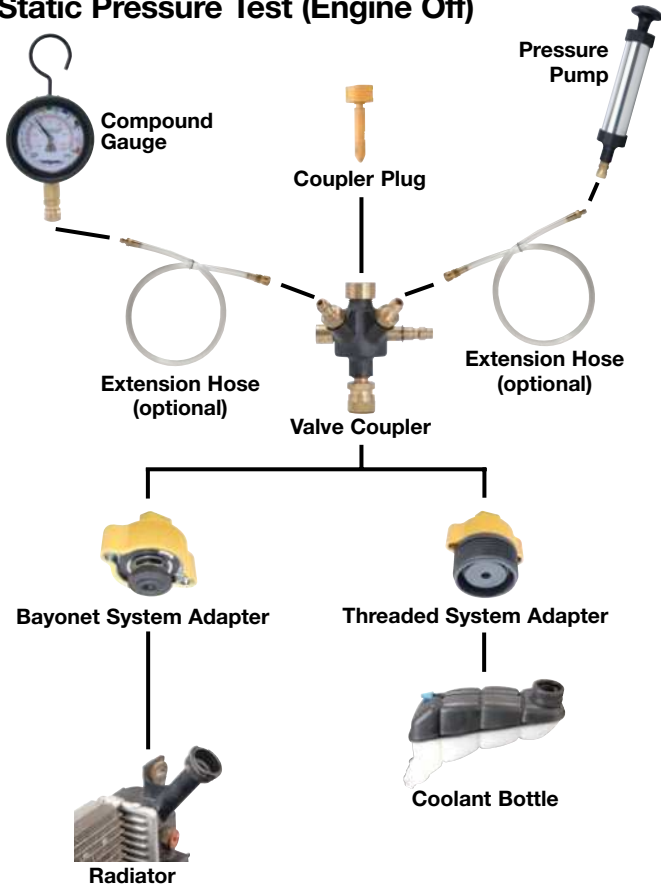 Static Pressure Test (Engine Off)
Pressure
Pump
Compound
Gauge
Coupler Plug
Extension Hose
(optional)
Extension Hose
(optional)
Valve Coupler
Bayonet System Adapter
Threaded System Adapter
Coolant Bottle
Radiator